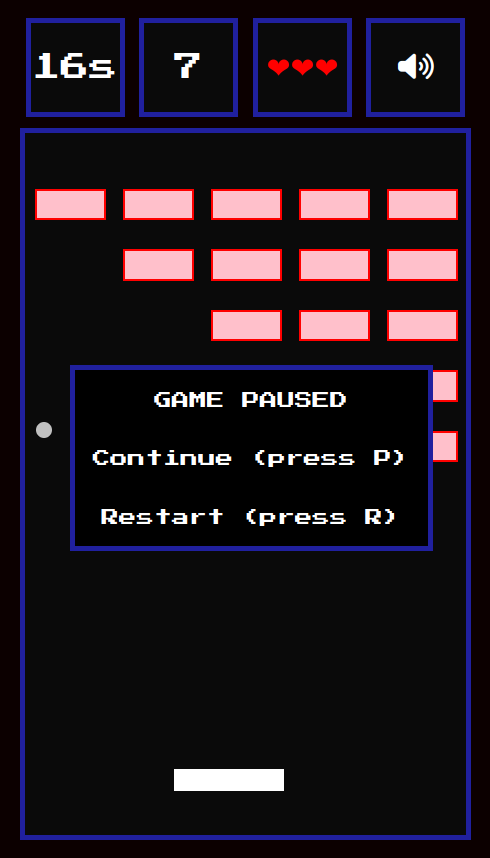 16s
7
GAME PAUSED
Continue (press P)
Restart (press R)